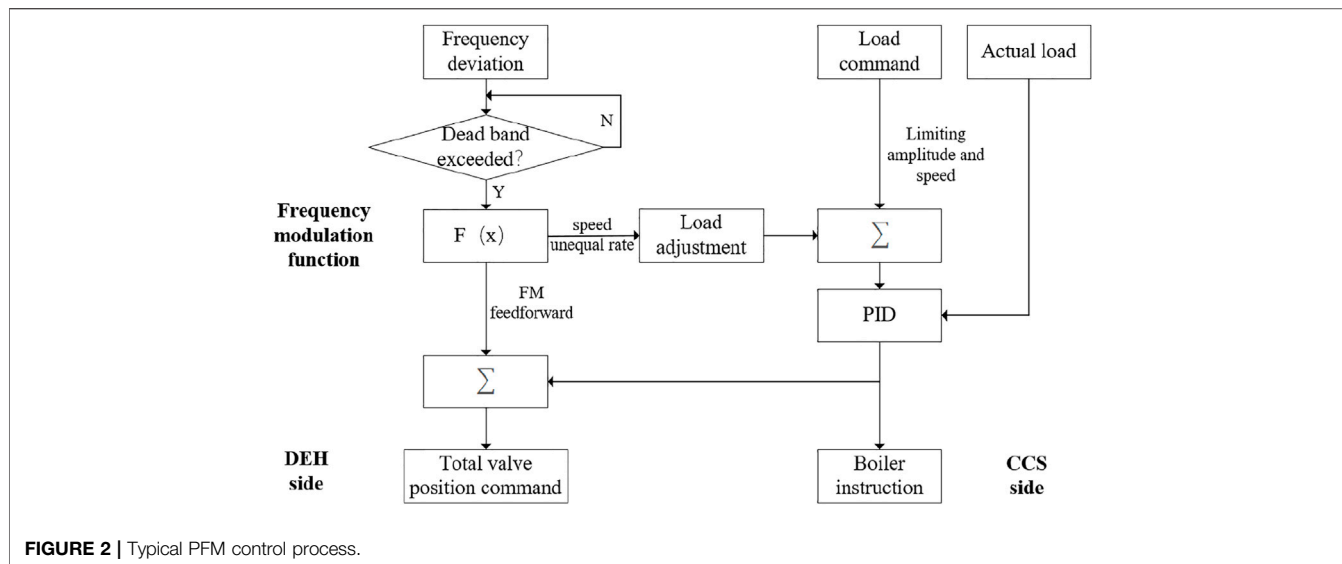 Frequency
deviation
Load
command
Actual load
N
Dead band
exceeded?
Limiting
amplitude and
speed
Y
Frequency
modulation
function
F (x)
speed
unequal rate
Load
adjustment
∑
FM
feedforward
PID
∑
DEH
side
Total valve
position command
Boiler
instruction
CCS
side
FIGURE 2 | Typical PFM control process.